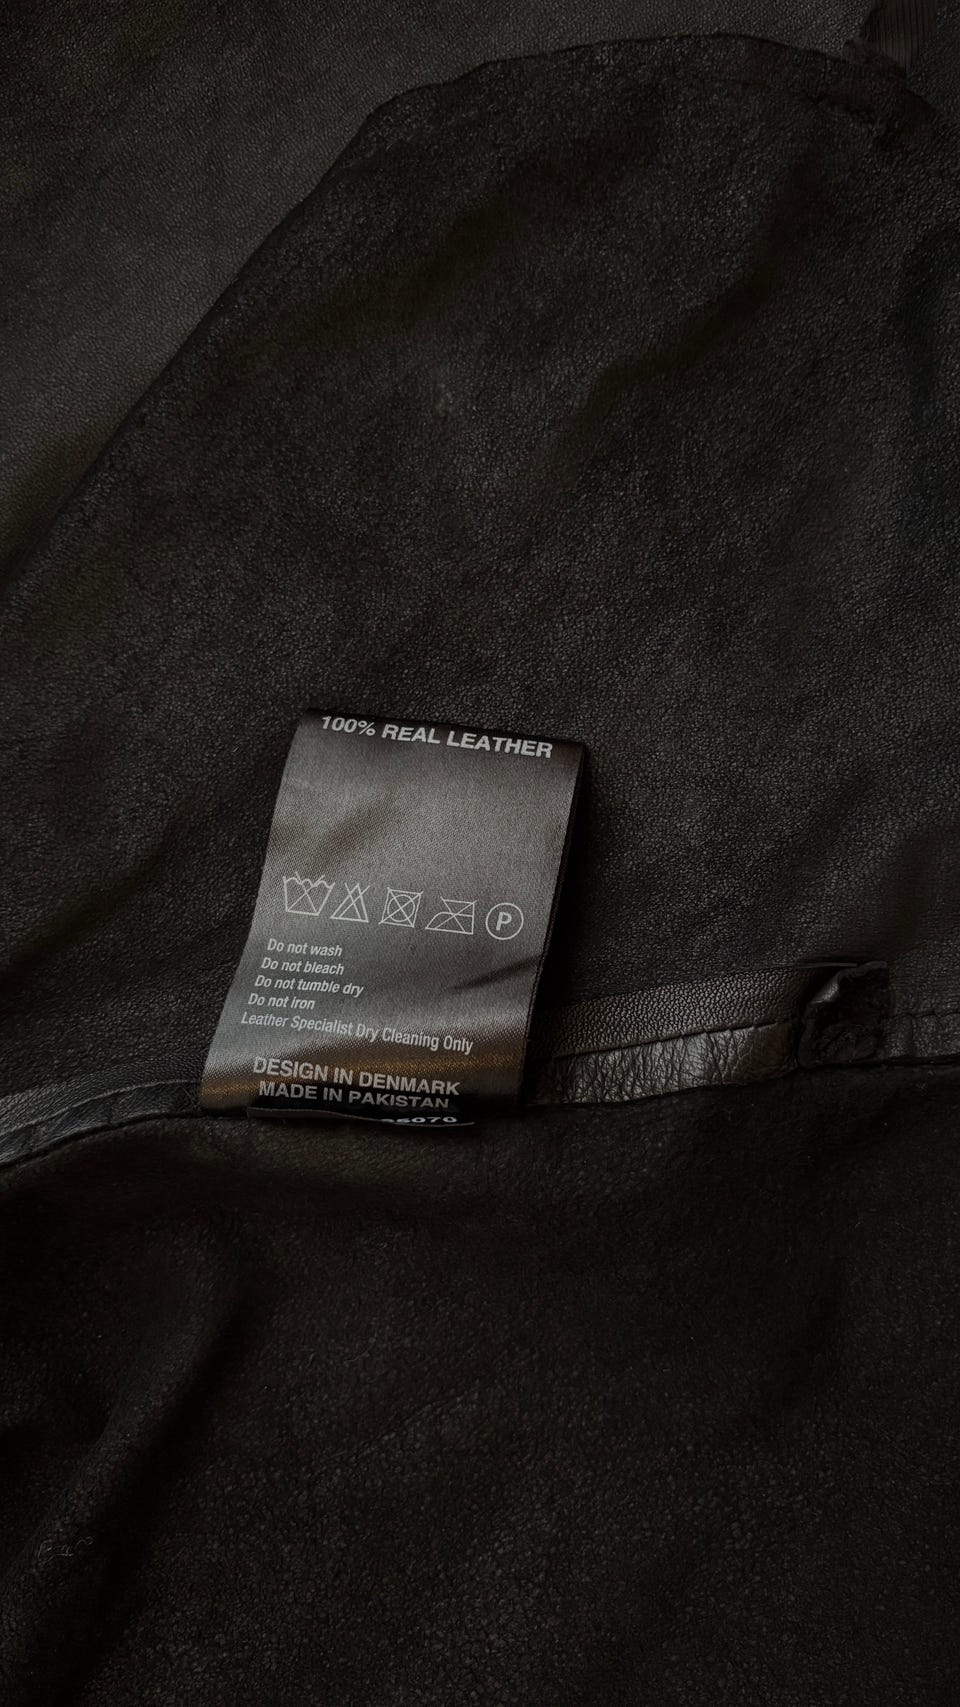 100% REAL LEATHER
P
Do not wash
Do not bleach
Do not tumble dry
Do not iron
Leather Specialist Dry Cleaning Only
DESIGN IN DENMARK
MADE IN PAKISTAN